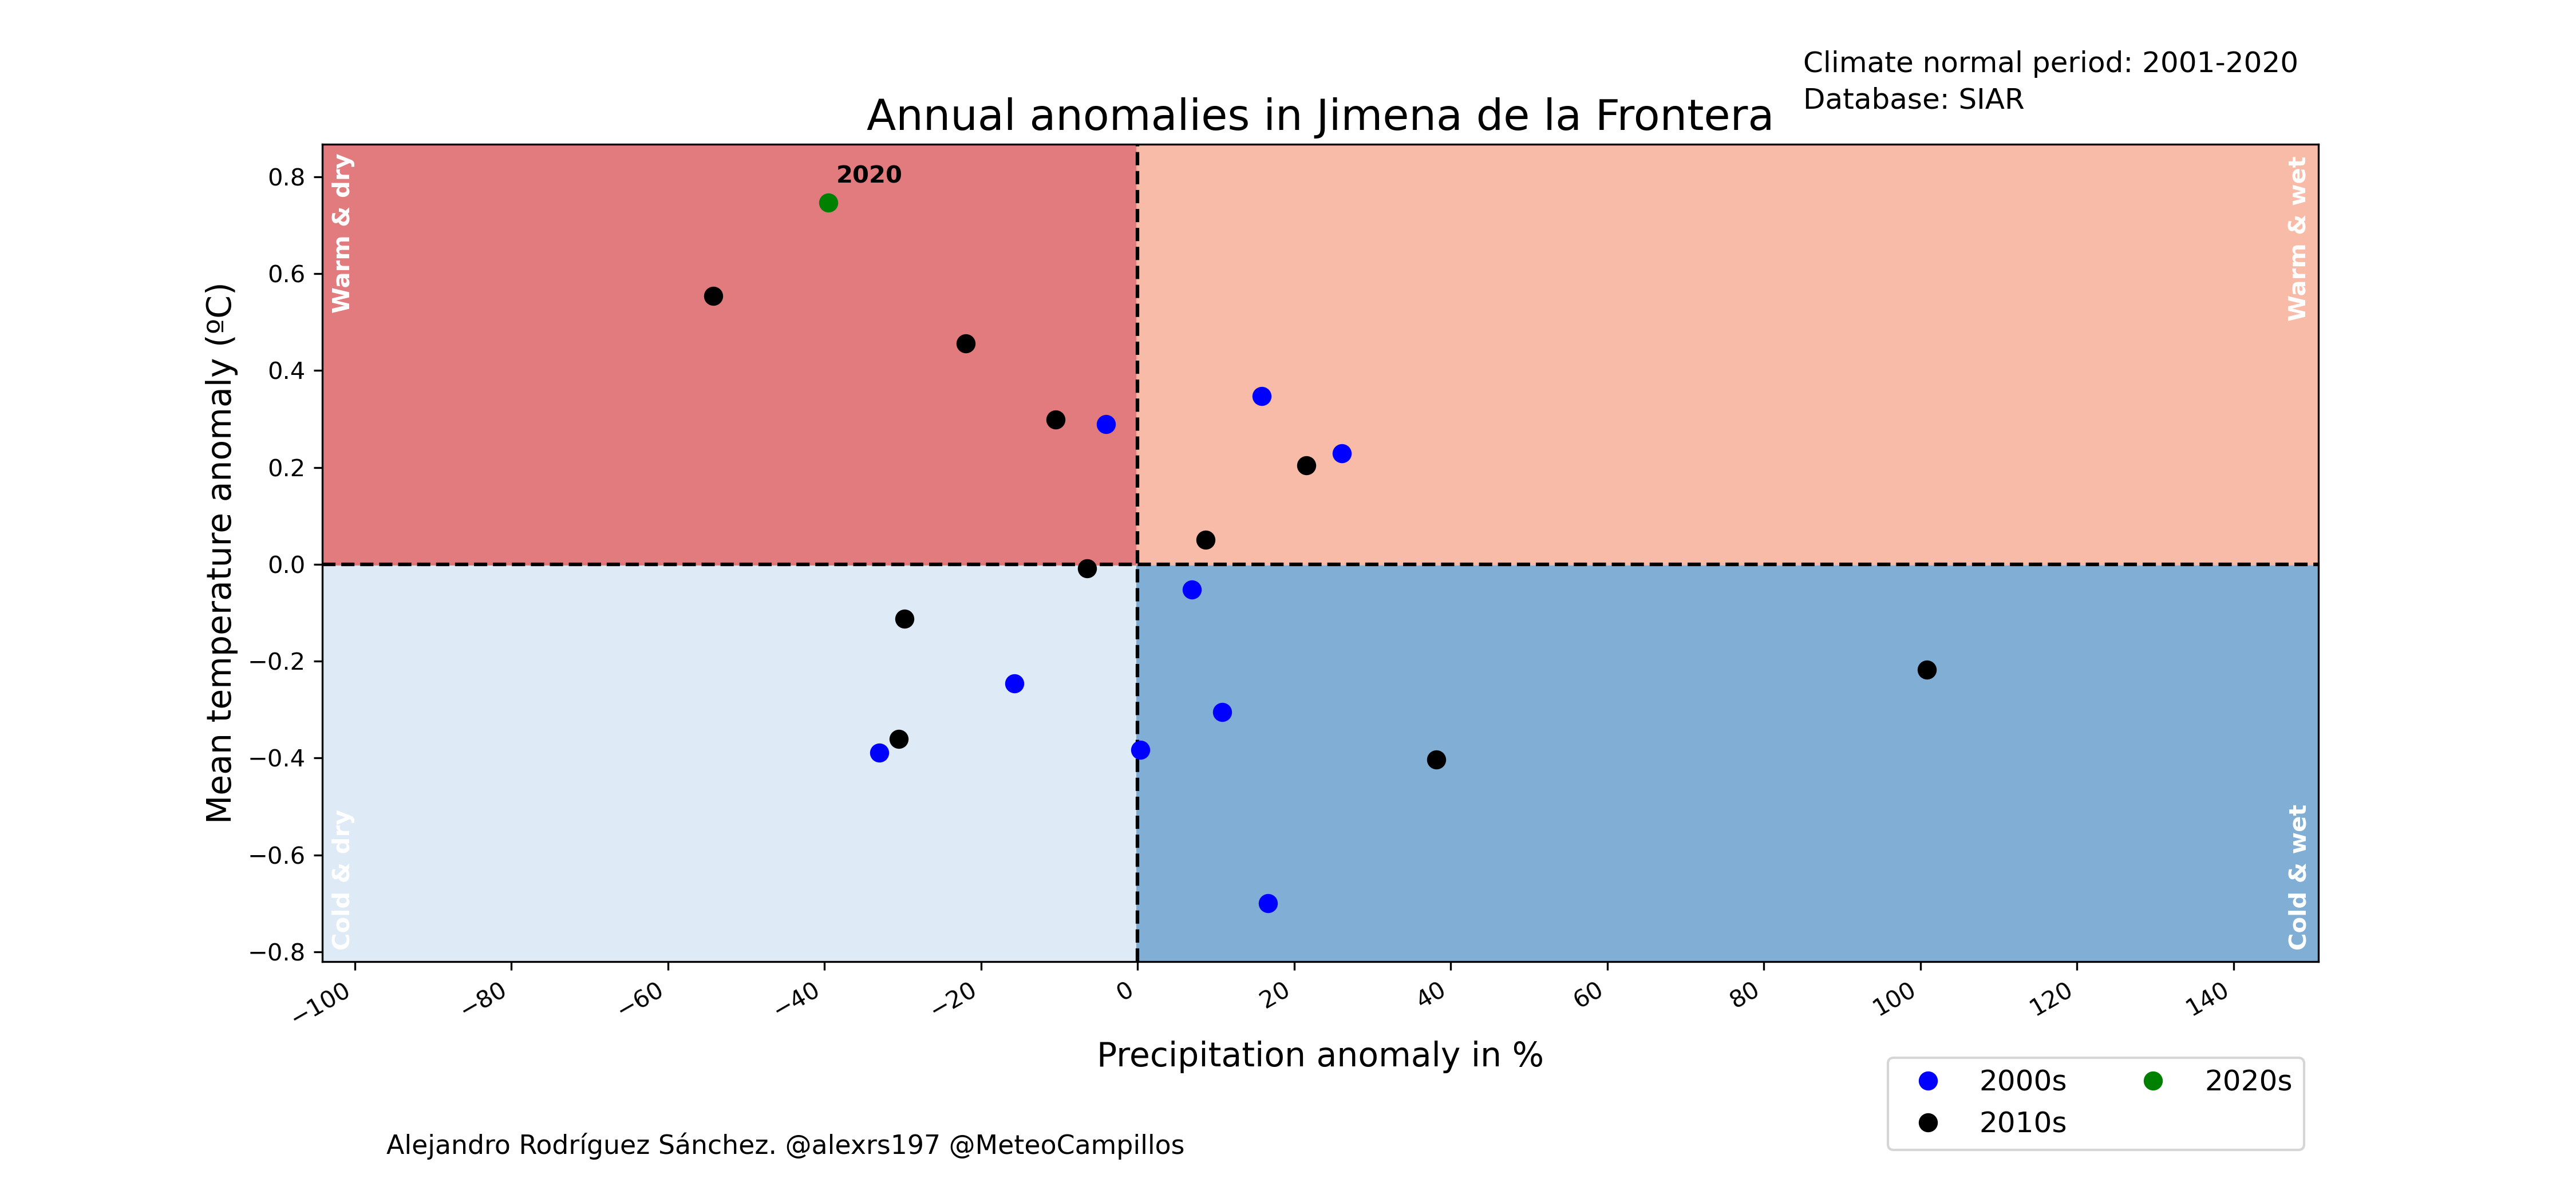 Climate normal period: 2001-2020
Database: SIAR
Annual anomalies in Jimena de la Frontera
Warm & dry
Warm & wet
Cold & dry
Cold & wet
2020
Mean temperature anomaly (ºC)
0.8
0.6
0.4
0.2
0.0
−0.2
−0.4
−0.6
−0.8
−100
−80
−60
−40
−20
0
20
40
60
80
100
120
140
Precipitation anomaly in %
2000s
2010s
2020s
Alejandro Rodríguez Sánchez. @alexrs197 @MeteoCampillos